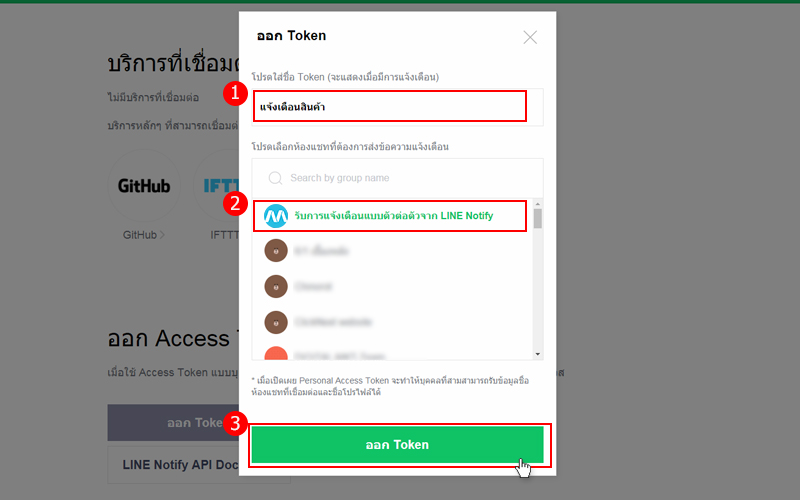 ออก Token
บริการที่เชื่อมต
โปรดใส่ชื่อ Token (จะแสดงเมื่อมีการแจ้งเตือน)
1
ไม่มีบริการที่เชื่อมต่อ
แจ้งเตือนสินค้า
บริการหลักๆ ที่สามารถเชื่อมต่
โปรดเลือกห้องแชทที่ต้องการส่งข้อความแจ้งเตือน
Search by group name
GitHub
IFTT
2
รับการแจ้งเตือนแบบตัวต่อตัวจาก LINE Notify
GitHub
IFTTT
ออก Access T
เมื่อใช้ Access Token แบบบุ
* เมื่อเปิดเผย Personal Access Token จะทำให้บุคคลที่สามสามารถรับข้อมูลชื่อ
ห้องแชทที่เชื่อมต่อและชื่อโปรไฟล์ได้
3
ออก Toke
ออก Token
LINE Notify API Doc